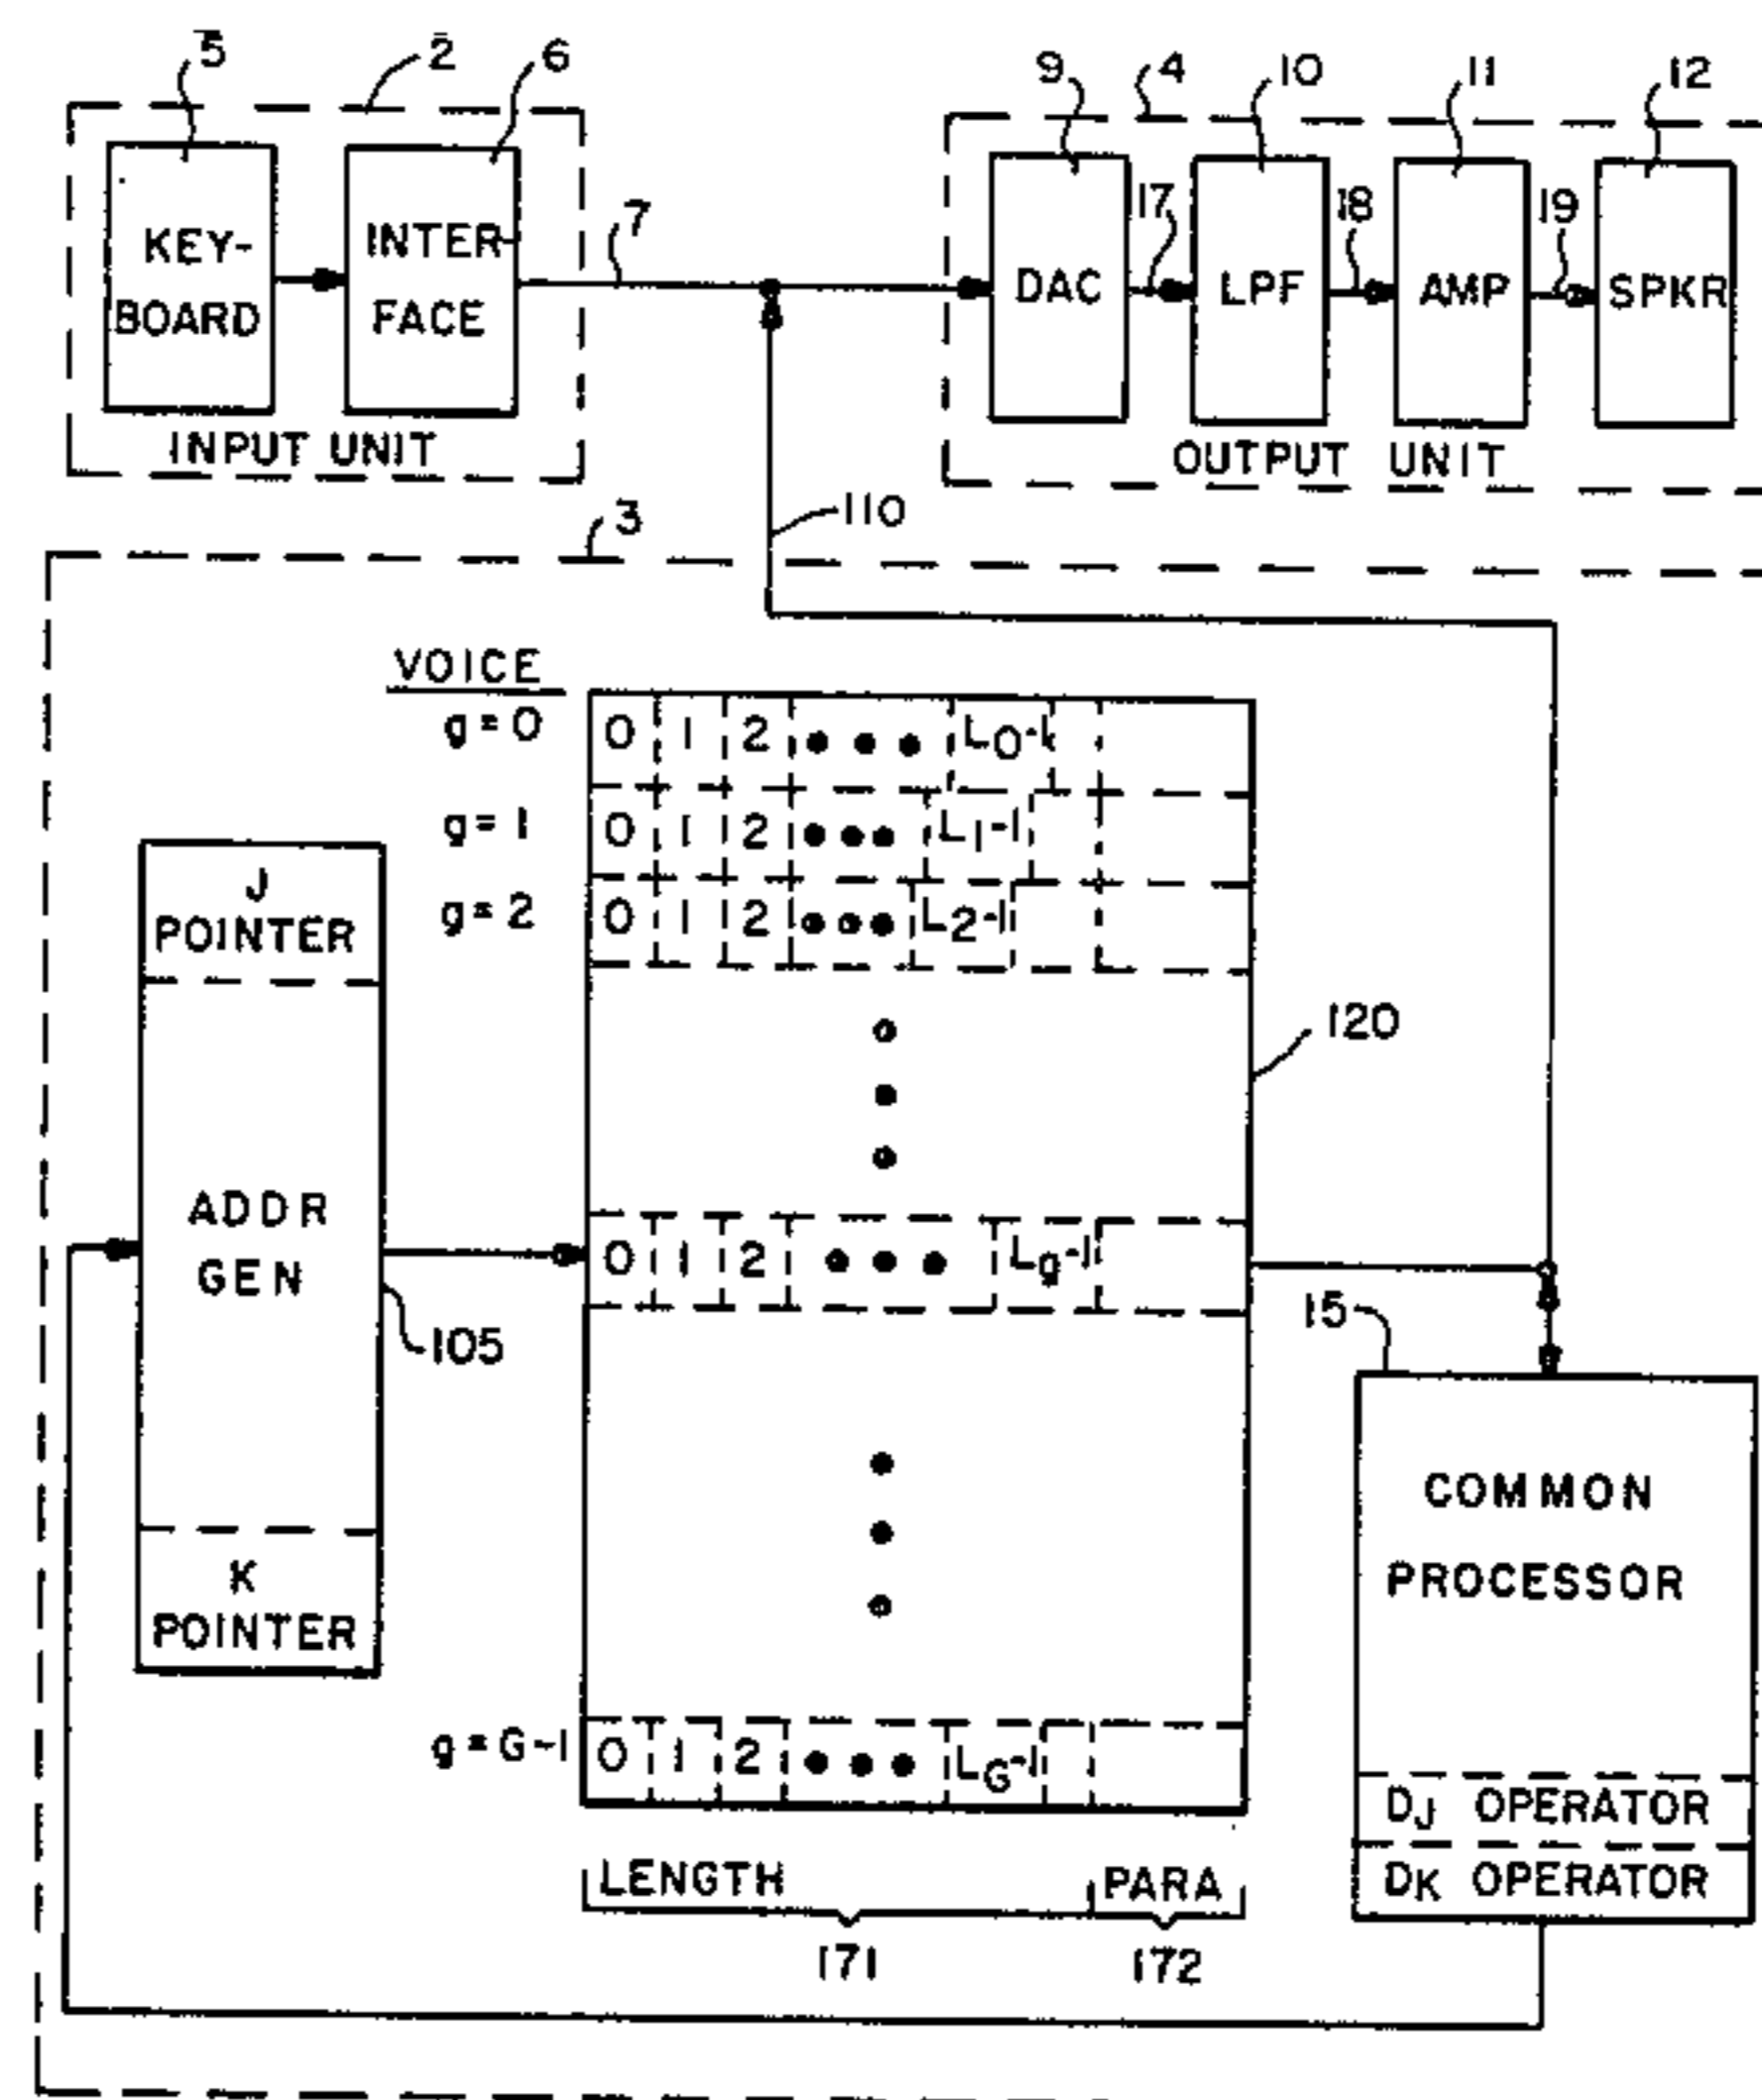 5 2 6
9 4 10 11 12
KEY-
BOARD
INTER-
FACE
7
DAC
17
LPF
18
AMP
19
SPKR
INPUT UNIT
OUTPUT UNIT
110
3
VOICE
g = 0 0 1 2 ••• L0-1
g = 1 0 1 2 ••• L1-1
g = 2 0 1 2 ••• L2-1
J
POINTER
120
ADDR
GEN
0 1 2 ••• Lg-1
105
15
COMMON
PROCESSOR
K
POINTER
g = G-1 0 1 2 ••• LG-1
DJ OPERATOR
DK OPERATOR
LENGTH PARA
171 172